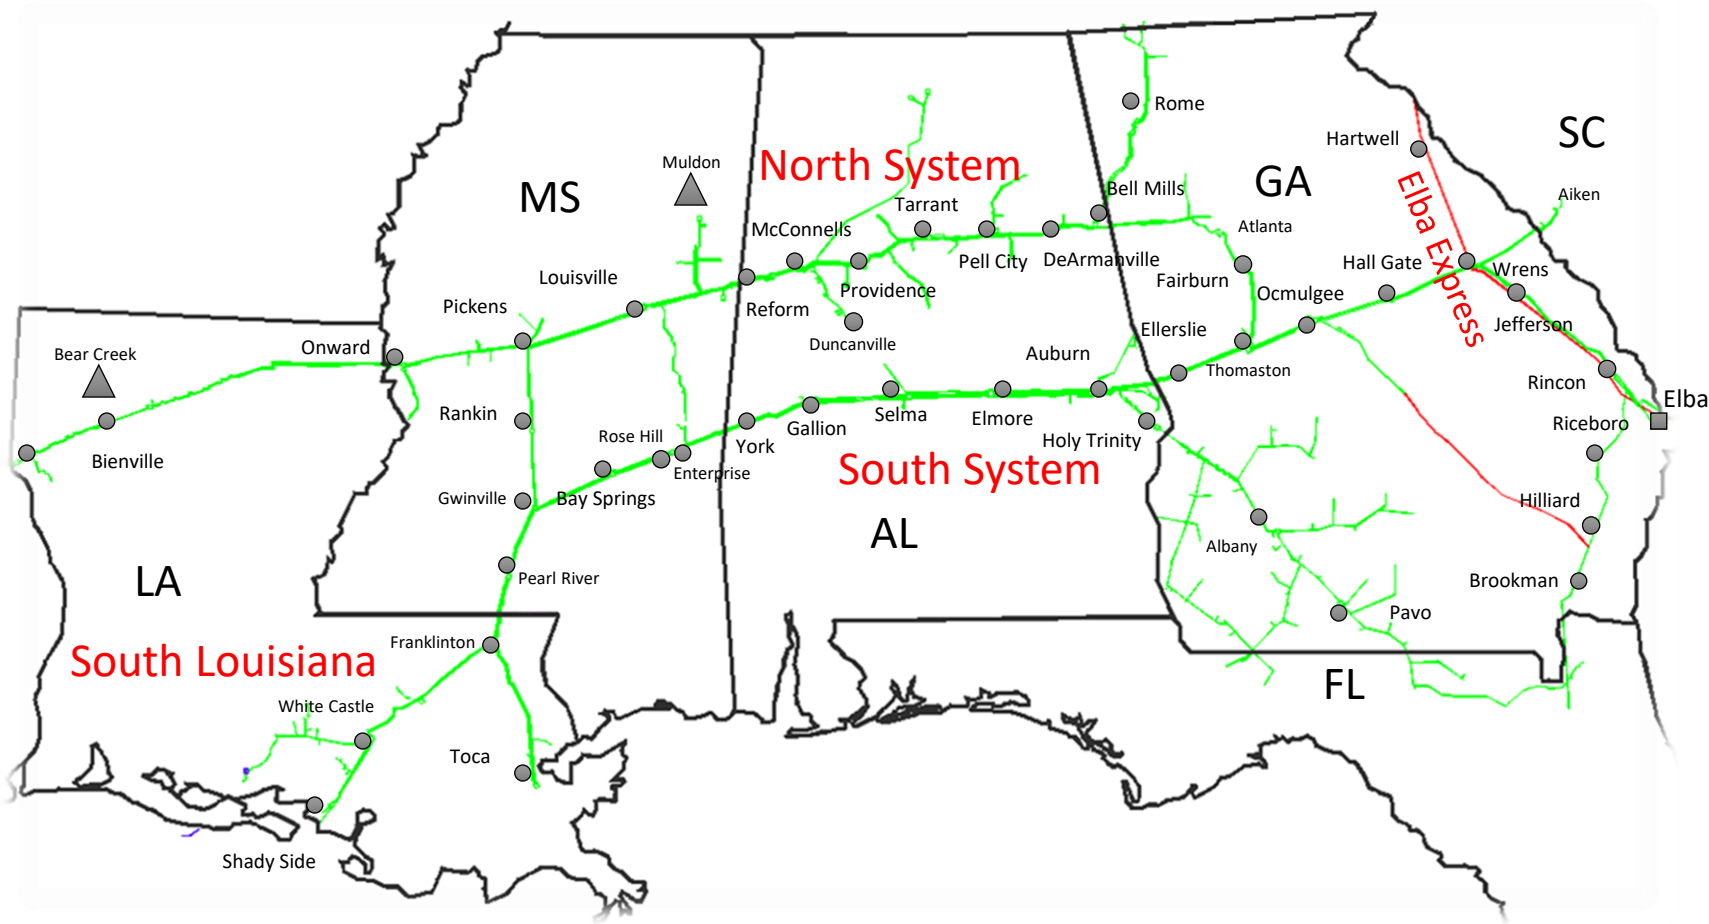 Rome
SC
Hartwell
Muldon
North System
GA
MS
Bell Mills
Aiken
Tarrant
Elba Express
McConnells
Atlanta
Pell City
DeArmanville
Hall Gate
Wrens
Louisville
Fairburn
Providence
Ocmulgee
Pickens
Reform
Jefferson
Ellerslie
Duncanville
Onward
Bear Creek
Auburn
Thomaston
Rincon
Elba
Rankin
Selma
Elmore
Riceboro
Gallion
Rose Hill
York
Holy Trinity
Bienville
South System
Enterprise
Gwinville
Bay Springs
Hilliard
AL
Albany
LA
Pearl River
Brookman
Pavo
Franklinton
South Louisiana
FL
White Castle
Toca
Shady Side